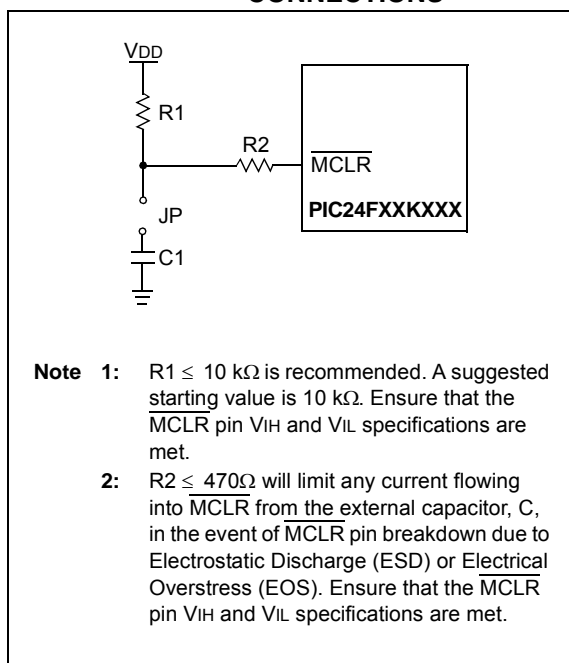 CONNECTIONS
VDD
R1
R2
MCLR
JP
PIC24FXXKXXX
C1
Note 1: R1 ≤ 10 kΩ is recommended. A suggested
starting value is 10 kΩ. Ensure that the
MCLR pin VIH and VIL specifications are
met.
2: R2 ≤ 470Ω will limit any current flowing
into MCLR from the external capacitor, C,
in the event of MCLR pin breakdown due to
Electrostatic Discharge (ESD) or Electrical
Overstress (EOS). Ensure that the MCLR
pin VIH and VIL specifications are met.